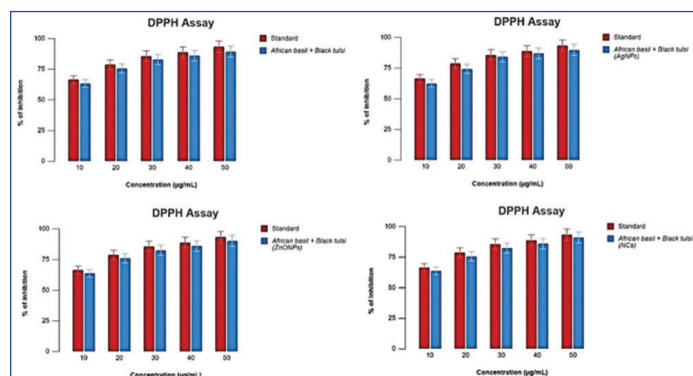 DPPH Assay
Standard
African basil + Black tulsi
% of inhibition
100
75
50
25
0
10 20 30 40 50
Concentration (µg/mL)
DPPH Assay
Standard
African basil + Black tulsi
(AgNPs)
% of inhibition
100
75
50
25
0
10 20 30 40 50
Concentration (µg/mL)
DPPH Assay
Standard
African basil + Black tulsi
(ZnONPs)
% of inhibition
100
75
50
25
0
10 20 30 40 50
Concentration (µg/mL)
DPPH Assay
Standard
African basil + Black tulsi
(NCs)
% of inhibition
100
75
50
25
0
10 20 30 40 50
Concentration (µg/mL)